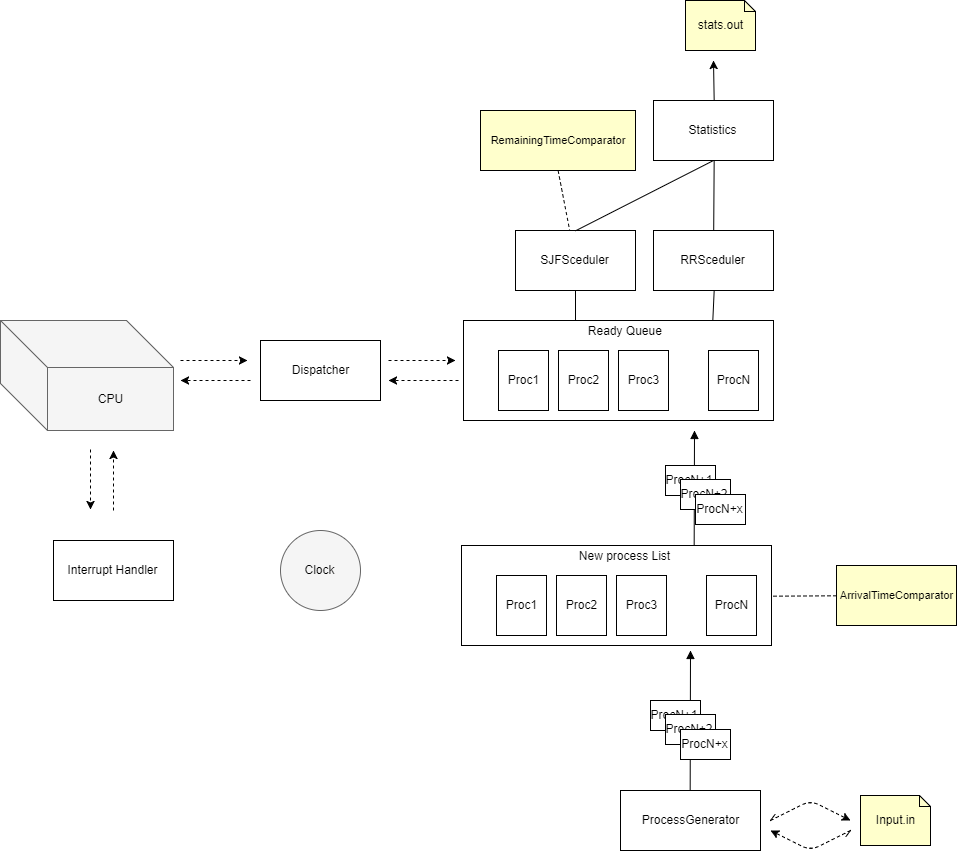 stats.out
Statistics
RemainingTimeComparator
SJFSceduler
RRSceduler
Ready Queue
Proc1
Proc2
Proc3
ProcN
Dispatcher
CPU
ProcN+1
ProcN+2
ProcN+x
Interrupt Handler
Clock
New process List
Proc1
Proc2
Proc3
ProcN
ArrivalTimeComparator
ProcN+1
ProcN+2
ProcN+x
ProcessGenerator
Input.in